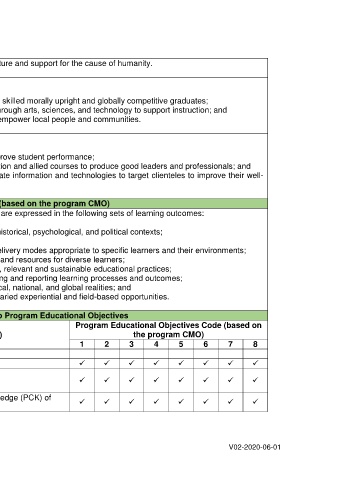 ture and support for the cause of humanity.
skilled morally upright and globally competitive graduates;
hrough arts, sciences, and technology to support instruction; and
empower local people and communities.
rove student performance;
tion and allied courses to produce good leaders and professionals; and
ate information and technologies to target clienteles to improve their well-
(based on the program CMO)
are expressed in the following sets of learning outcomes:
historical, psychological, and political contexts;
elivery modes appropriate to specific learners and their environments;
and resources for diverse learners;
, relevant and sustainable educational practices;
ng and reporting learning processes and outcomes;
cal, national, and global realities; and
aried experiential and field-based opportunities.
o Program Educational Objectives
) Program Educational Objectives Code (based on
the program CMO)
1 2 3 4 5 6 7 8
✓ ✓ ✓ ✓ ✓ ✓ ✓ ✓
✓ ✓ ✓ ✓ ✓ ✓ ✓ ✓
edge (PCK) of
✓ ✓ ✓ ✓ ✓ ✓ ✓ ✓
V02-2020-06-01